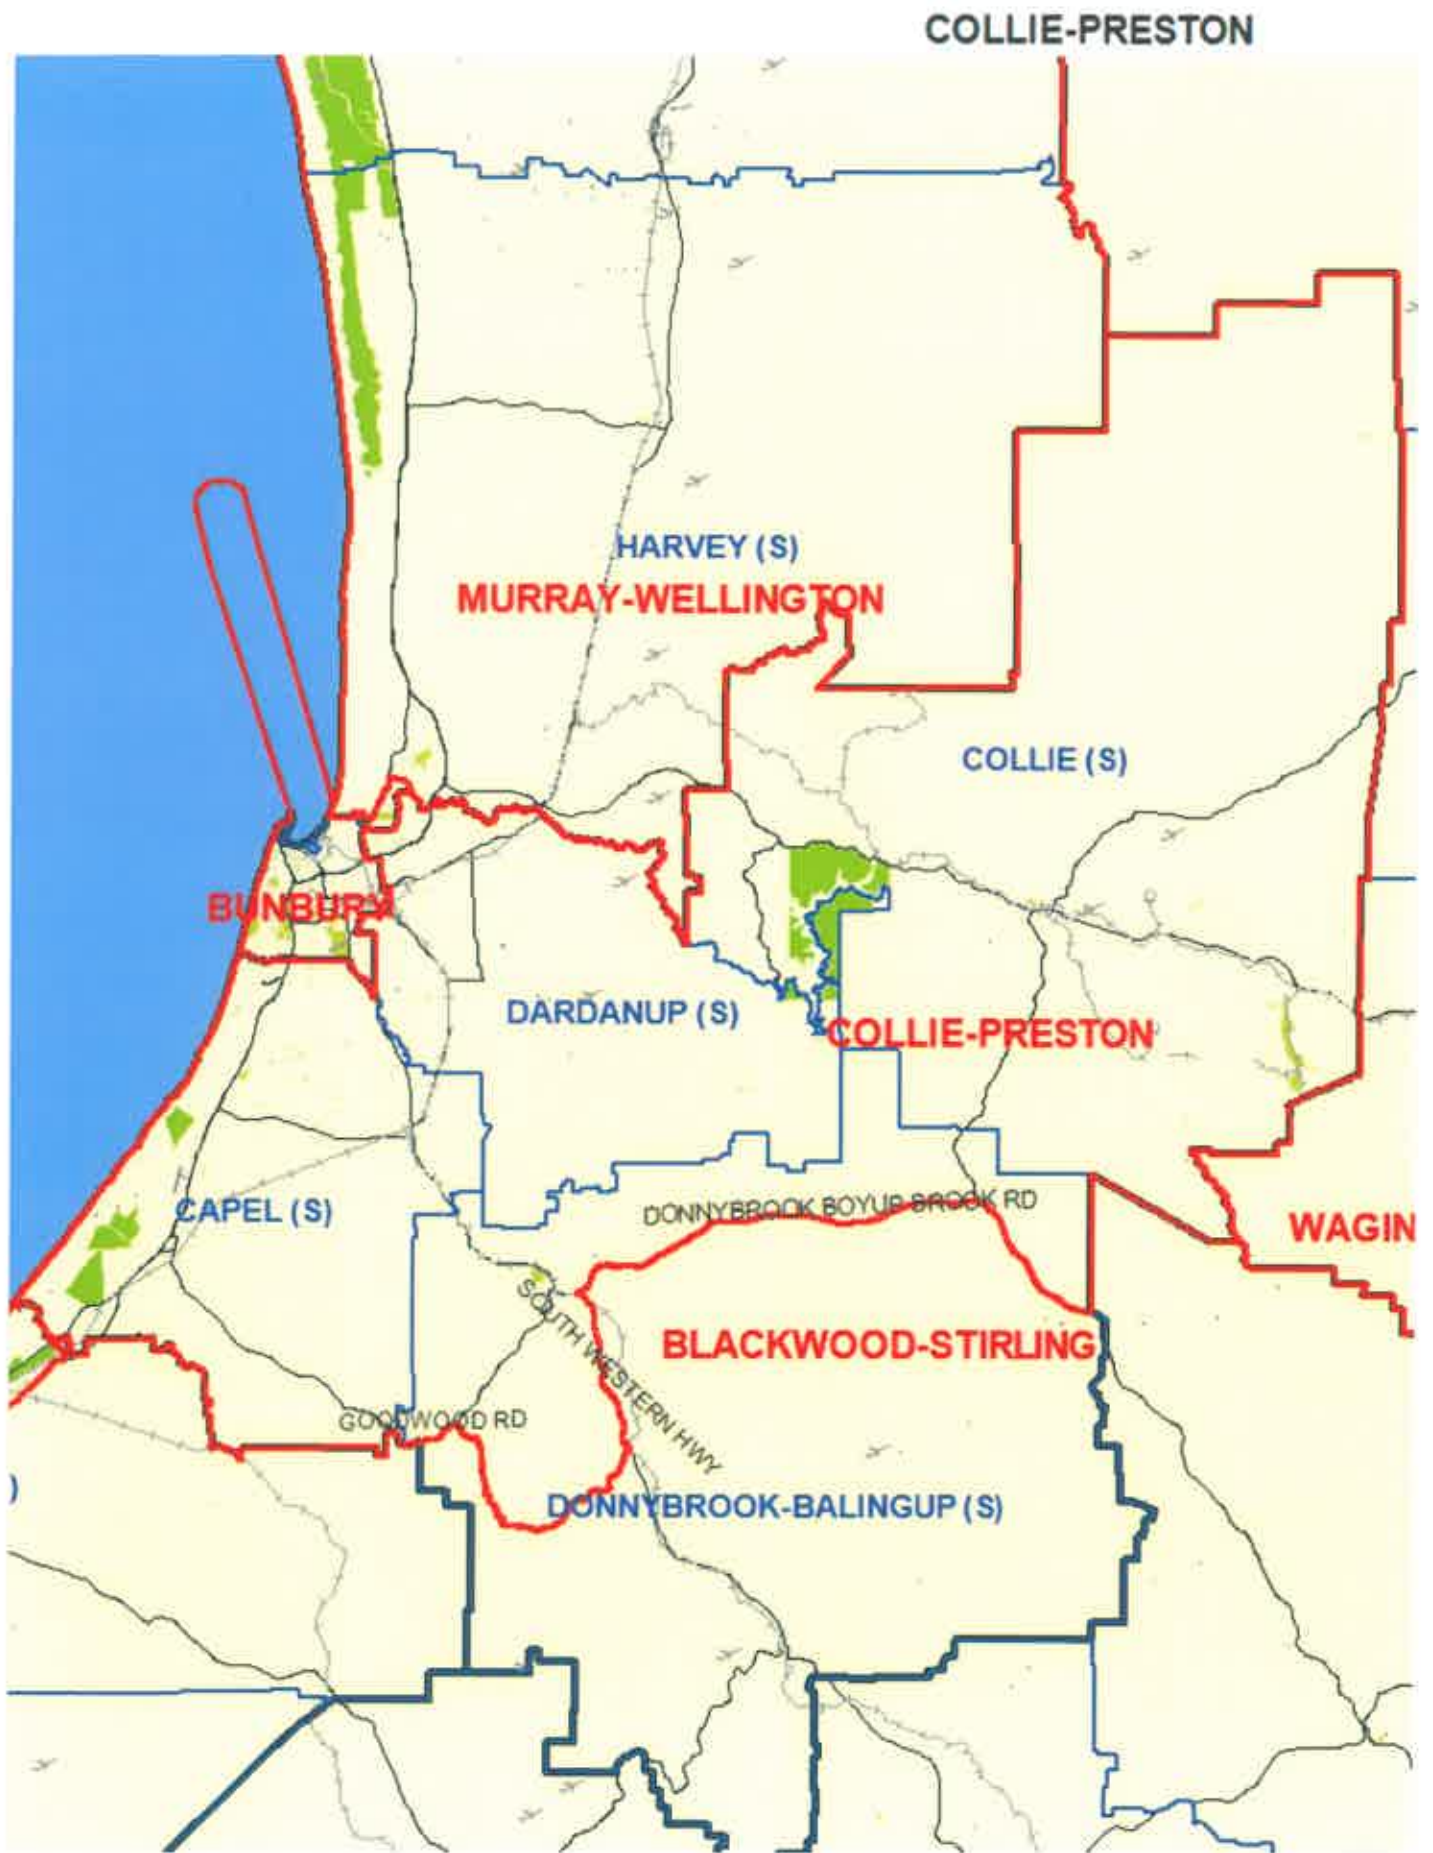 COLLIE-PRESTON
HARVEY (S)
MURRAY-WELLINGTON
COLLIE (S)
BUNBURY
DARDANUP (S)
COLLIE-PRESTON
DONNYBROOK BOYUP BROOK RD
CAPEL (S)
WAGIN
SOUTH WESTERN HWY
BLACKWOOD-STIRLING
GOODWOOD RD
)
DONNYBROOK-BALINGUP (S)